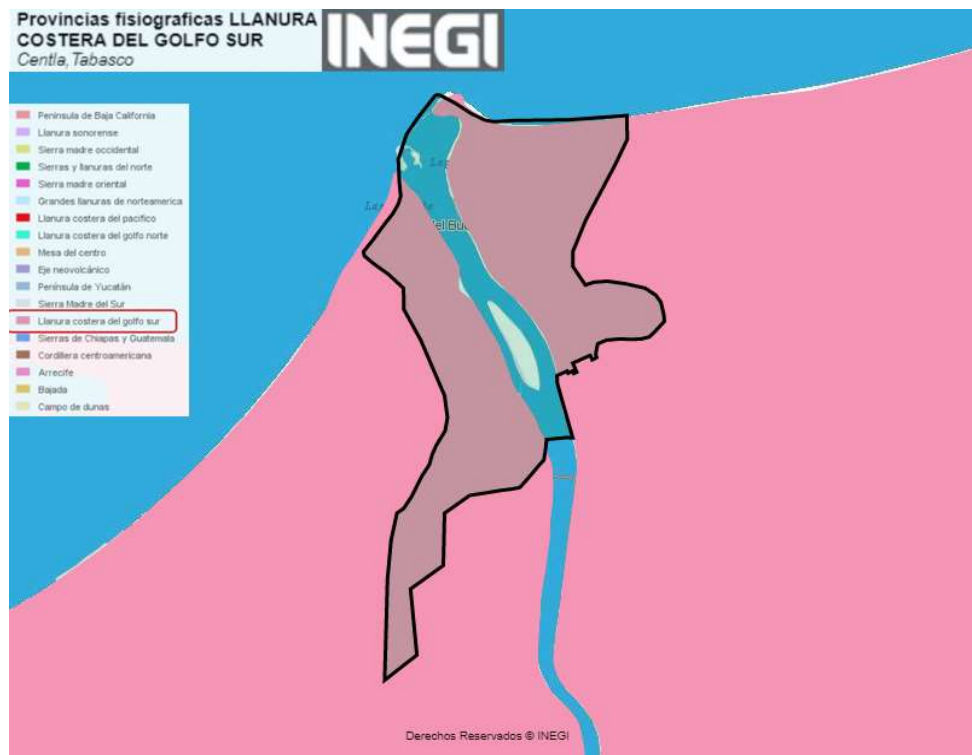 Provincias fisiograficas LLANURA
COSTERA DEL GOLFO SUR
Centla, Tabasco
INEGI
Península de Baja California
Llanura sonorense
Sierra madre occidental
Sierras y llanuras del norte
Sierra madre oriental
Grandes llanuras de norteamerica
Llanura costera del pacífico
Llanura costera del golfo norte
Mesa del centro
Eje neovolcánico
Península de Yucatán
Sierra Madre del Sur
Llanura costera del golfo sur
Sierras de Chiapas y Guatemala
Cordillera centroamericana
Arrecife
Bajada
Campo de dunas
Derechos Reservados © INEGI